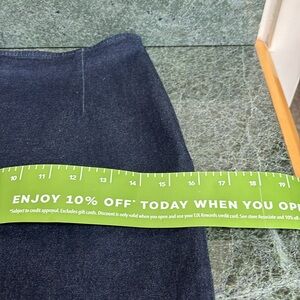 10 11 12 13 14 15 16 17 18 19
ENJOY 10% OFF* TODAY WHEN YOU OP
*Subject to credit approval. Excludes gift cards. Discount is only valid when you open and use your TJX Rewards credit card. See store Associate and 10%